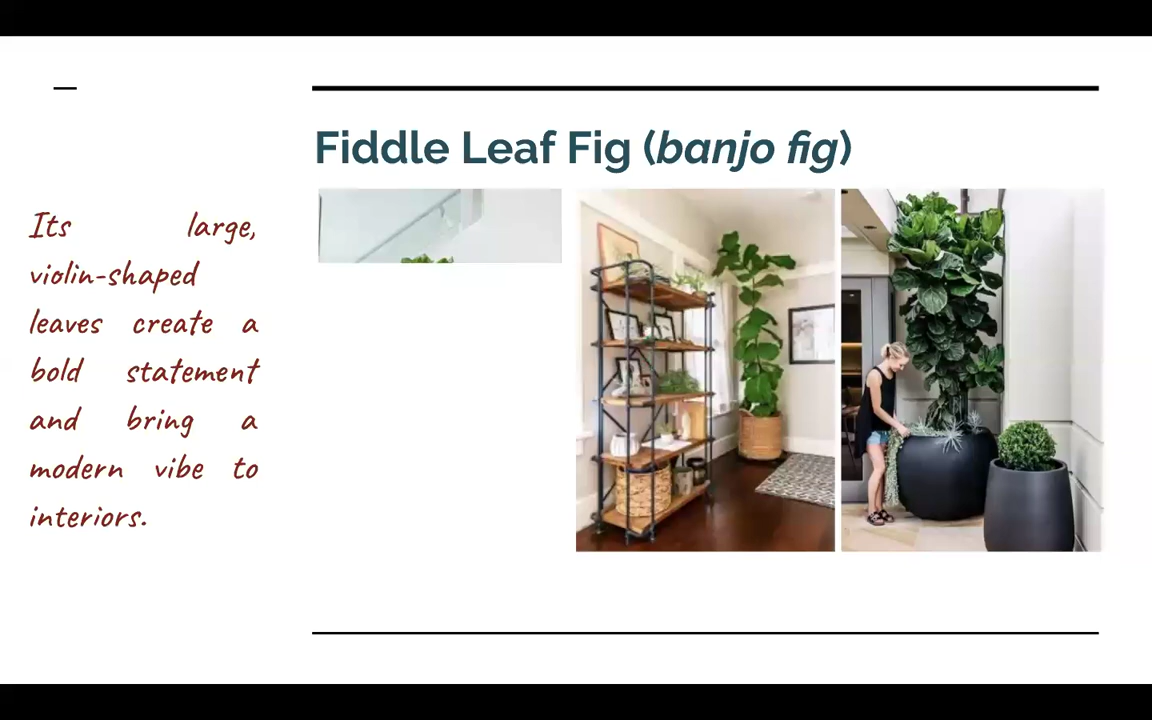 Fiddle Leaf Fig (banjo fig)
Its large,
violin-shaped
leaves create a
bold statement
and bring a
modern vibe to
interiors.